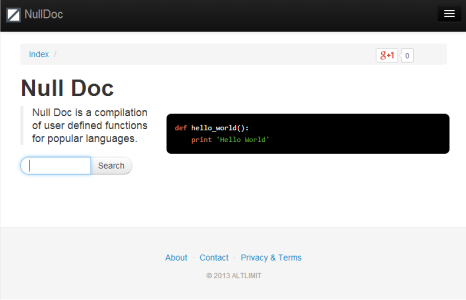 NullDoc
Index /
g+1 0
Null Doc
Null Doc is a compilation
of user defined functions
for popular languages.
def hello_world():
print 'Hello World'
Search
About · Contact · Privacy & Terms
© 2013 ALTLIMIT